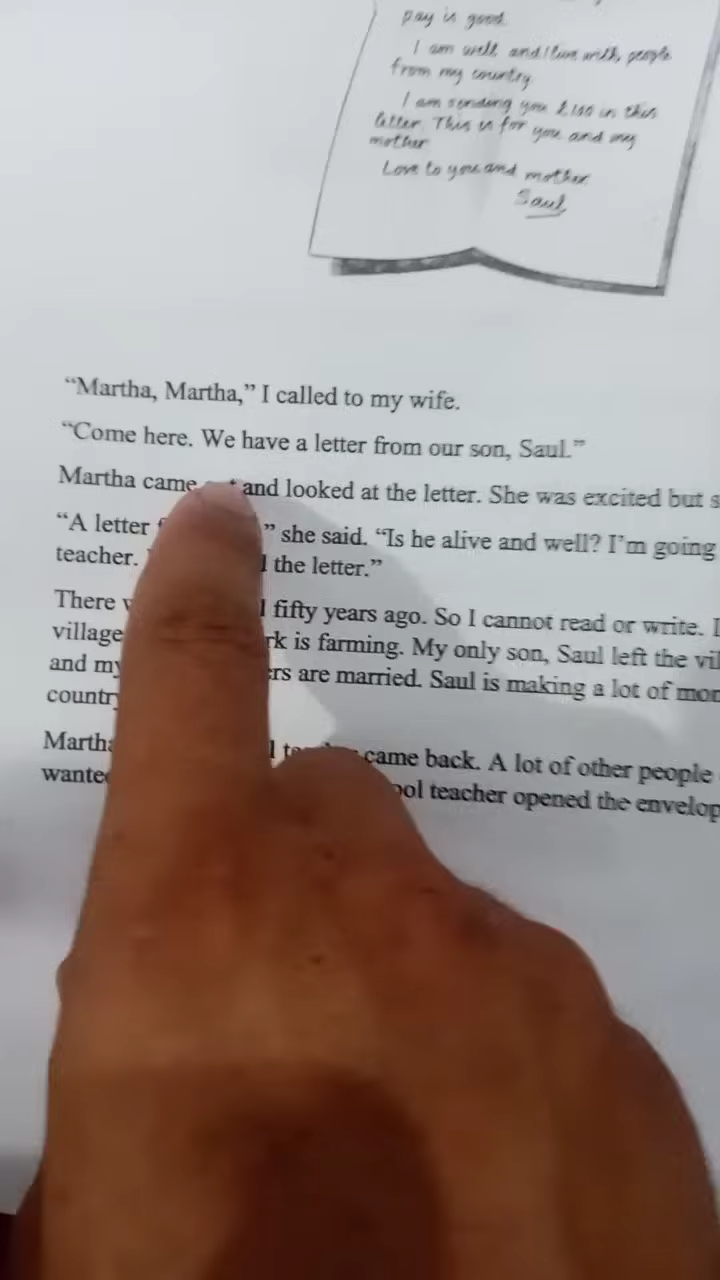 pay is good.
I am well and live with people
from my country.
I am sending you £100 in this
letter. This is for you and my
mother
Love to you and mother
Saul
“Martha, Martha,” I called to my wife.
“Come here. We have a letter from our son, Saul.”
Martha came and looked at the letter. She was excited but s
“A letter ” she said. “Is he alive and well? I’m going
teacher. the letter.”
There fifty years ago. So I cannot read or write. I
village rk is farming. My only son, Saul left the vil
and my ers are married. Saul is making a lot of mon
countr
Martha came back. A lot of other people
wante ool teacher opened the envelop